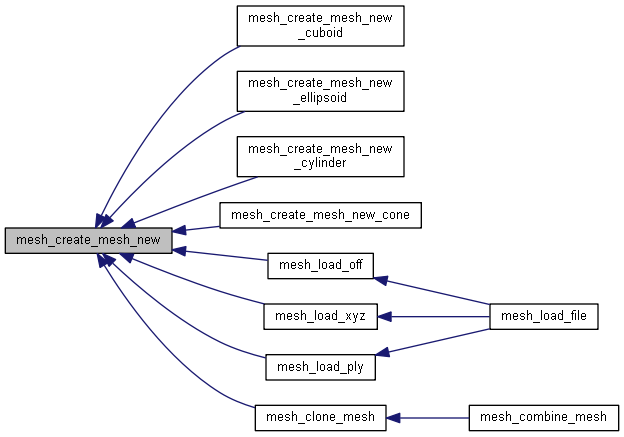 mesh_create_mesh_new
_cuboid
mesh_create_mesh_new
_ellipsoid
mesh_create_mesh_new
_cylinder
mesh_create_mesh_new_cone
mesh_create_mesh_new
mesh_load_off
mesh_load_xyz
mesh_load_file
mesh_load_ply
mesh_clone_mesh
mesh_combine_mesh